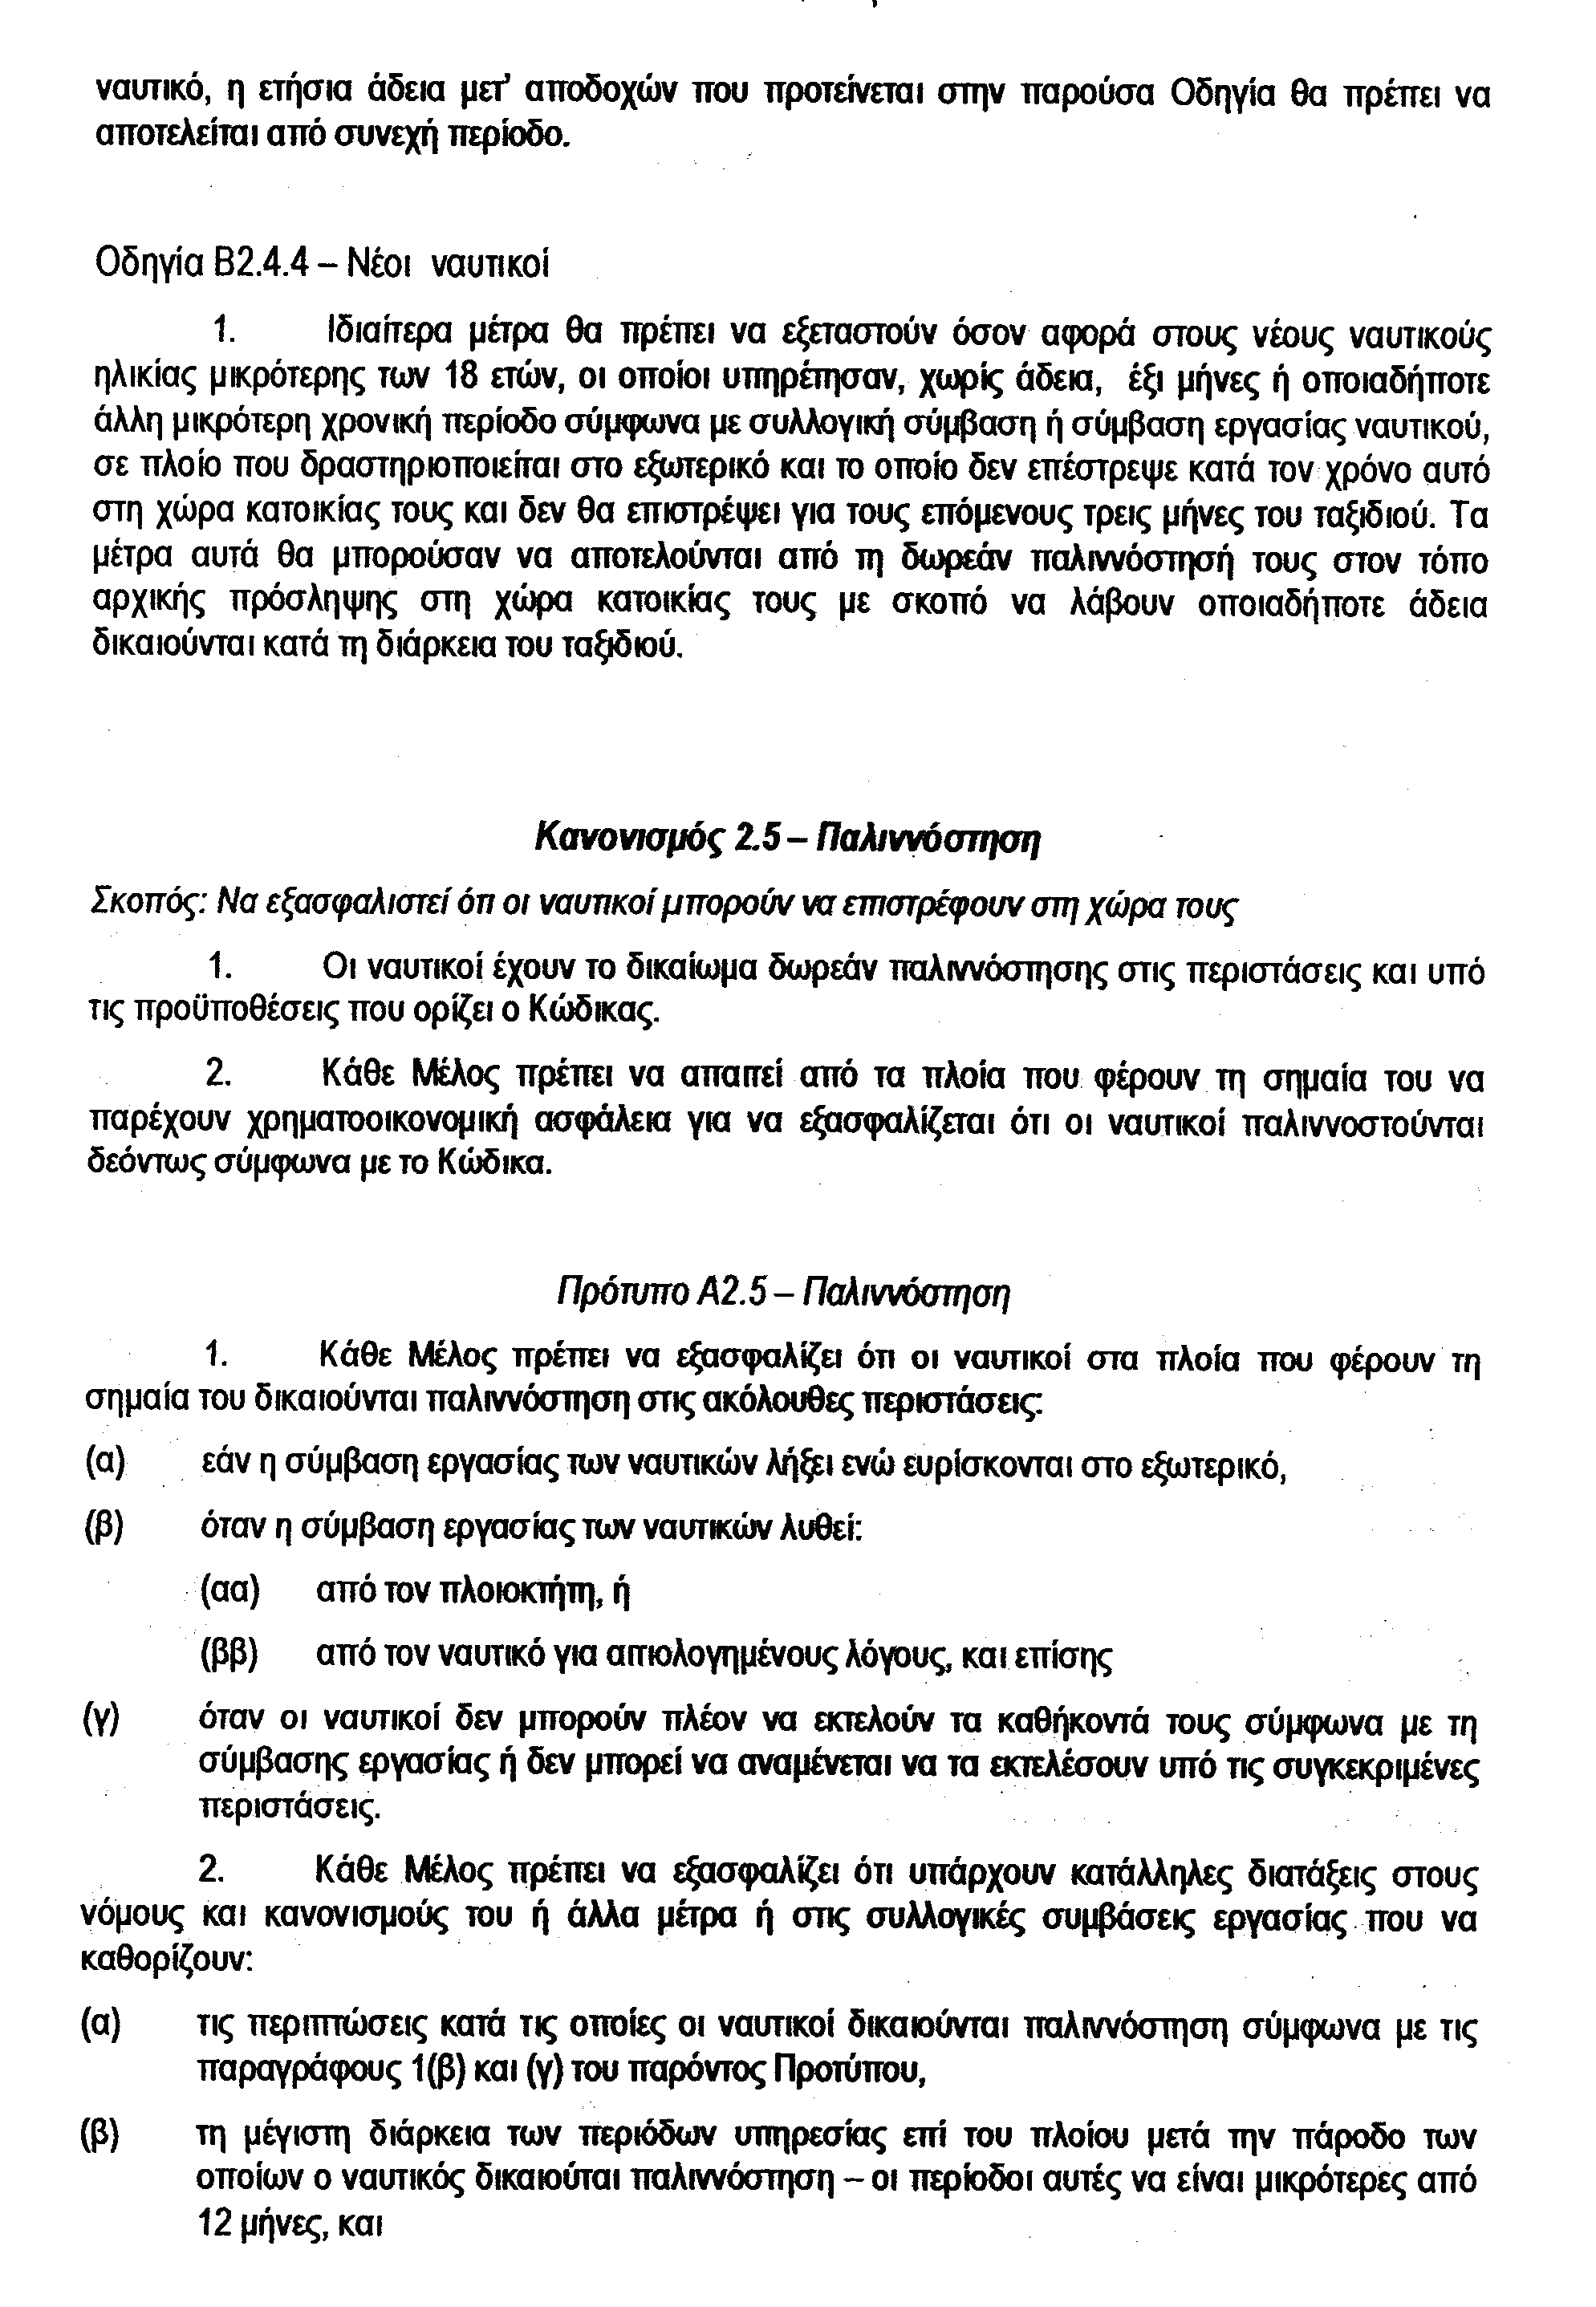 ναυτικό, η ετήσια άδεια μετ' αποδοχών που προτείνεται στην παρούσα Οδηγία θα πρέπει να
αποτελείται από συνεχή περίοδο.
Οδηγία Β2.4.4 – Νέοι ναυτικοί
1. Ιδιαίτερα μέτρα θα πρέπει να εξεταστούν όσον αφορά στους νέους ναυτικούς
ηλικίας μικρότερης των 18 ετών, οι οποίοι υπηρέτησαν, χωρίς άδεια, έξι μήνες ή οποιαδήποτε
άλλη μικρότερη χρονική περίοδο σύμφωνα με συλλογική σύμβαση ή σύμβαση εργασίας ναυτικού,
σε πλοίο που δραστηριοποιείται στο εξωτερικό και το οποίο δεν επέστρεψε κατά τον χρόνο αυτό
στη χώρα κατοικίας τους και δεν θα επιστρέψει για τους επόμενους τρεις μήνες του ταξιδιού. Τα
μέτρα αυτά θα μπορούσαν να αποτελούνται από τη δωρεάν παλιννόστησή τους στον τόπο
αρχικής πρόσληψης στη χώρα κατοικίας τους με σκοπό να λάβουν οποιαδήποτε άδεια
δικαιούνται κατά τη διάρκεια του ταξιδιού.
Κανονισμός 2.5 – Παλιννόστηση
Σκοπός: Να εξασφαλιστεί ότι οι ναυτικοί μπορούν να επιστρέφουν στη χώρα τους
1. Οι ναυτικοί έχουν το δικαίωμα δωρεάν παλιννόστησης στις περιστάσεις και υπό
τις προϋποθέσεις που ορίζει ο Κώδικας.
2. Κάθε Μέλος πρέπει να απαιτεί από τα πλοία που φέρουν τη σημαία του να
παρέχουν χρηματοοικονομική ασφάλεια για να εξασφαλίζεται ότι οι ναυτικοί παλιννοστούνται
δεόντως σύμφωνα με το Κώδικα.
Πρότυπο Α2.5 – Παλιννόστηση
1. Κάθε Μέλος πρέπει να εξασφαλίζει ότι οι ναυτικοί στα πλοία που φέρουν τη
σημαία του δικαιούνται παλιννόστηση στις ακόλουθες περιστάσεις:
(α) εάν η σύμβαση εργασίας των ναυτικών λήξει ενώ ευρίσκονται στο εξωτερικό,
(β) όταν η σύμβαση εργασίας των ναυτικών λυθεί:
(αα) από τον πλοιοκτήτη, ή
(ββ) από τον ναυτικό για αιτιολογημένους λόγους, και επίσης
(γ) όταν οι ναυτικοί δεν μπορούν πλέον να εκτελούν τα καθήκοντά τους σύμφωνα με τη
σύμβασης εργασίας ή δεν μπορεί να αναμένεται να τα εκτελέσουν υπό τις συγκεκριμένες
περιστάσεις.
2. Κάθε Μέλος πρέπει να εξασφαλίζει ότι υπάρχουν κατάλληλες διατάξεις στους
νόμους και κανονισμούς του ή άλλα μέτρα ή στις συλλογικές συμβάσεις εργασίας που να
καθορίζουν:
(α) τις περιπτώσεις κατά τις οποίες οι ναυτικοί δικαιούνται παλιννόστηση σύμφωνα με τις
παραγράφους 1(β) και (γ) του παρόντος Προτύπου,
(β) τη μέγιστη διάρκεια των περιόδων υπηρεσίας επί του πλοίου μετά την πάροδο των
οποίων ο ναυτικός δικαιούται παλιννόστηση – οι περίοδοι αυτές να είναι μικρότερες από
12 μήνες, και